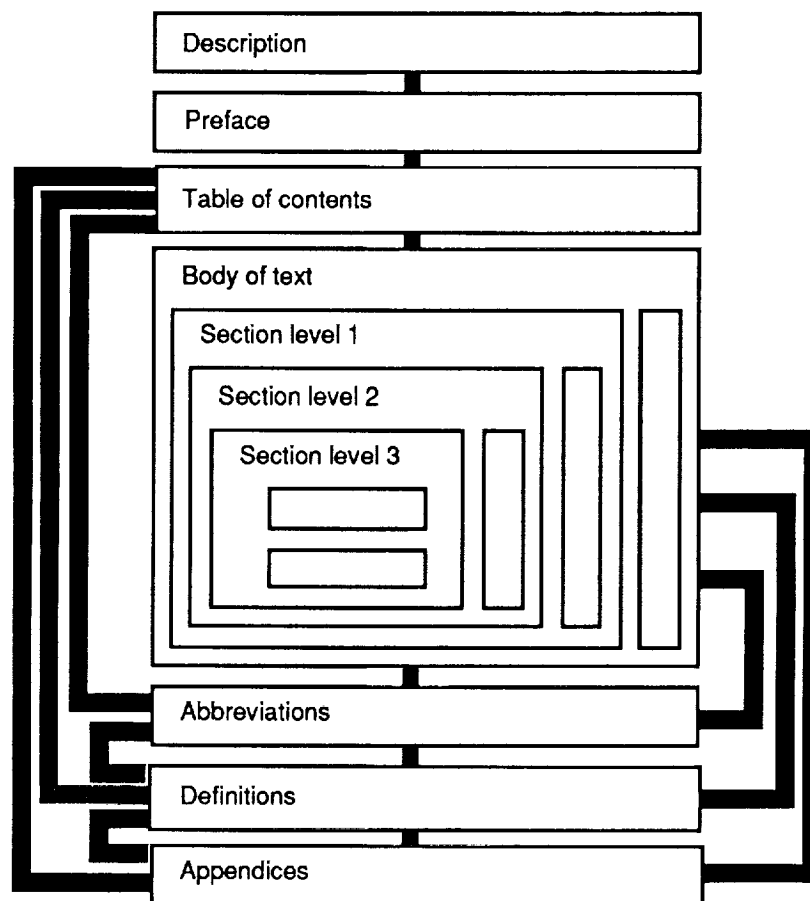 Description
Preface
Table of contents
Body of text
Section level 1
Section level 2
Section level 3
Abbreviations
Definitions
Appendices